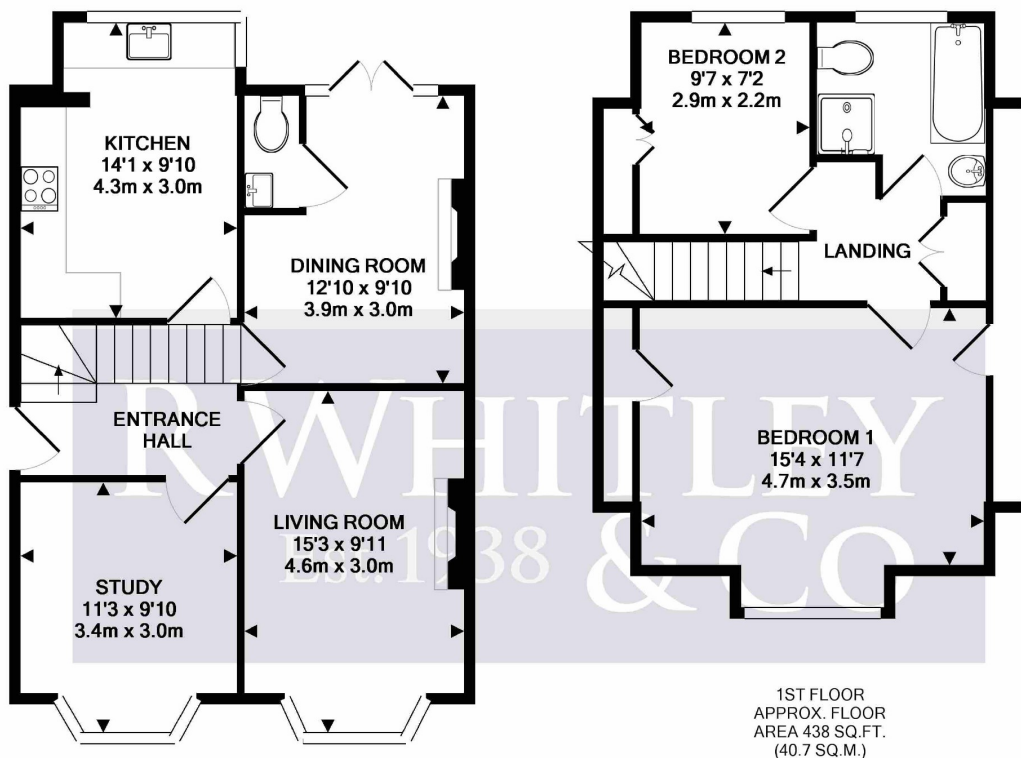 KITCHEN
14'1 x 9'10
4.3m x 3.0m
DINING ROOM
12'10 x 9'10
3.9m x 3.0m
ENTRANCE
HALL
LIVING ROOM
15'3 x 9'11
4.6m x 3.0m
STUDY
11'3 x 9'10
3.4m x 3.0m
BEDROOM 2
9'7 x 7'2
2.9m x 2.2m
LANDING
BEDROOM 1
15'4 x 11'7
4.7m x 3.5m
RWHITLEY
Est.1938 & CO
1ST FLOOR
APPROX. FLOOR
AREA 438 SQ.FT.
(40.7 SQ.M.)